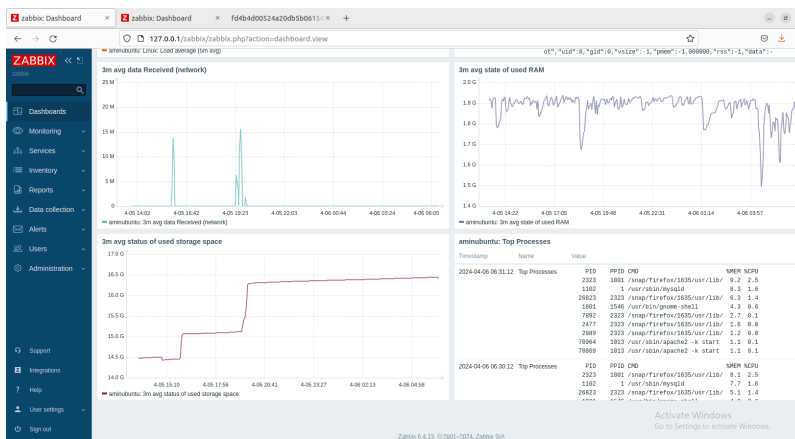 zabbix: Dashboard ×
zabbix: Dashboard ×
fd4b4d00524a20db5b0615 ×
+
127.0.0.1/zabbix/zabbix.php?action=dashboard.view
ZABBIX
zabbix
Dashboards
Monitoring
Services
Inventory
Reports
Data collection
Alerts
Users
Administration
Support
Integrations
Help
User settings
Sign out
aminubuntu: Linux: Load average (5m avg)
ot","uid":0,"gid":0,"vsize":-1,"pmem":-1.000000,"rss":-1,"data":-
3m avg data Received (network)
25 M
20 M
15 M
10 M
5 M
0
4-05 14:02 4-05 16:42 4-05 19:23 4-05 22:03 4-06 00:44 4-06 03:24 4-06 06:05
aminubuntu: 3m avg data Received (network)
3m avg state of used RAM
2.0 G
1.9 G
1.8 G
1.7 G
1.6 G
1.5 G
1.4 G
4-05 14:22 4-05 17:05 4-05 19:48 4-05 22:31 4-06 01:14 4-06 03:57
aminubuntu: 3m avg state of used RAM
3m avg status of used storage space
17.0 G
16.5 G
16.0 G
15.5 G
15.0 G
14.5 G
14.0 G
4-05 15:10 4-05 17:56 4-05 20:41 4-05 23:27 4-06 02:13 4-06 04:58
aminubuntu: 3m avg status of used storage space
aminubuntu: Top Processes
Timestamp Name Value
2024-04-06 06:31:12 Top Processes PID PPID CMD %MEM %CPU
2323 1801 /snap/firefox/1635/usr/lib/ 9.2 2.5
1102 1 /usr/sbin/mysqld 8.3 1.6
26823 2323 /snap/firefox/1635/usr/lib/ 6.3 1.4
1801 1546 /usr/bin/gnome-shell 4.3 0.6
7892 2323 /snap/firefox/1635/usr/lib/ 2.7 0.1
2477 2323 /snap/firefox/1635/usr/lib/ 1.6 0.0
2989 2323 /snap/firefox/1635/usr/lib/ 1.2 0.0
70964 1013 /usr/sbin/apache2 -k start 1.1 0.1
70869 1013 /usr/sbin/apache2 -k start 1.1 0.1
2024-04-06 06:30:12 Top Processes PID PPID CMD %MEM %CPU
2323 1801 /snap/firefox/1635/usr/lib/ 8.1 2.5
1102 1 /usr/sbin/mysqld 7.7 1.6
26823 2323 /snap/firefox/1635/usr/lib/ 5.1 1.4
Activate Windows
Go to Settings to activate Windows.
Zabbix 6.4.13. © 2001–2024, Zabbix SIA